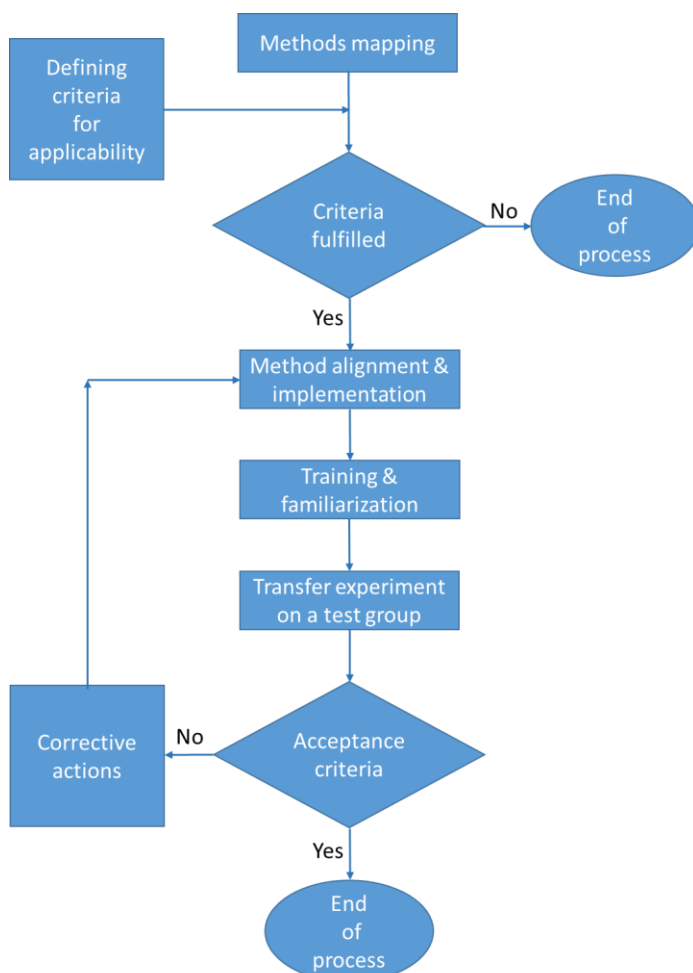 Methods mapping
Defining
criteria
for
applicability
Criteria
fulfilled
No
End
of
process
Yes
Method alignment &
implementation
Training &
familiarization
Transfer experiment
on a test group
Corrective
actions
No
Acceptance
criteria
Yes
End
of
process